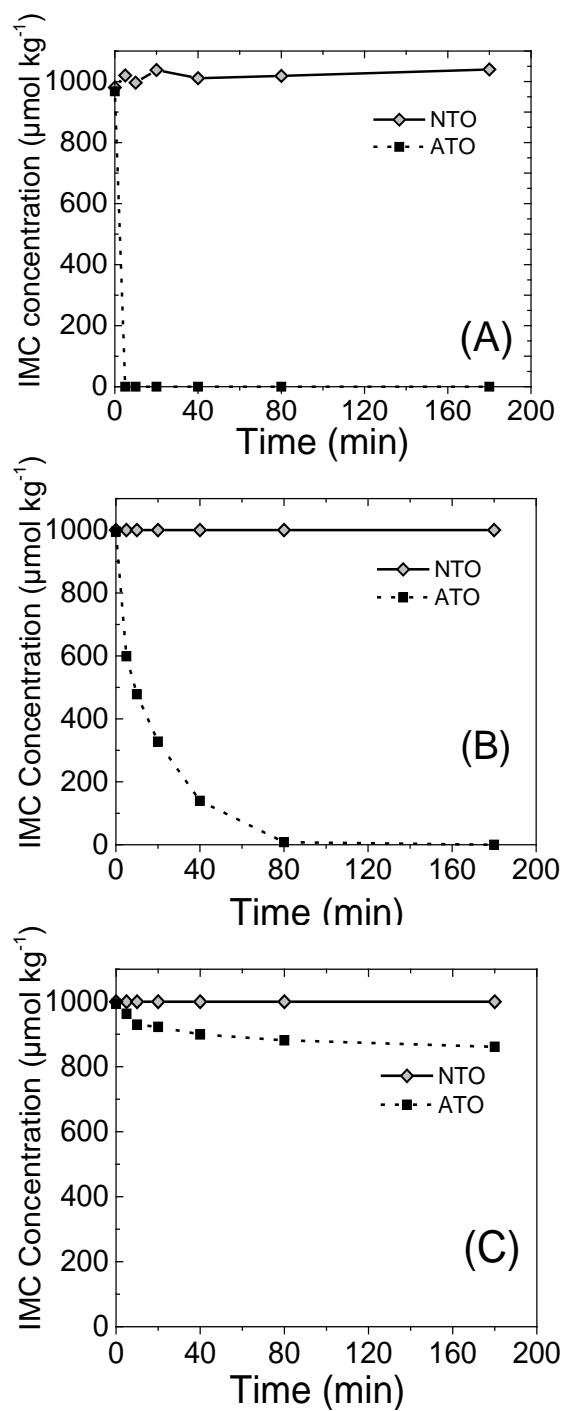 IMC concentration (µmol kg⁻¹)
1000
800
600
400
200
0
NTO
ATO
(A)
0 40 80 120 160 200
Time (min)
IMC Concentration (µmol kg⁻¹)
1000
800
600
400
200
0
NTO
ATO
(B)
0 40 80 120 160 200
Time (min)
IMC Concentration (µmol kg⁻¹)
1000
800
600
400
200
0
NTO
ATO
(C)
0 40 80 120 160 200
Time (min)